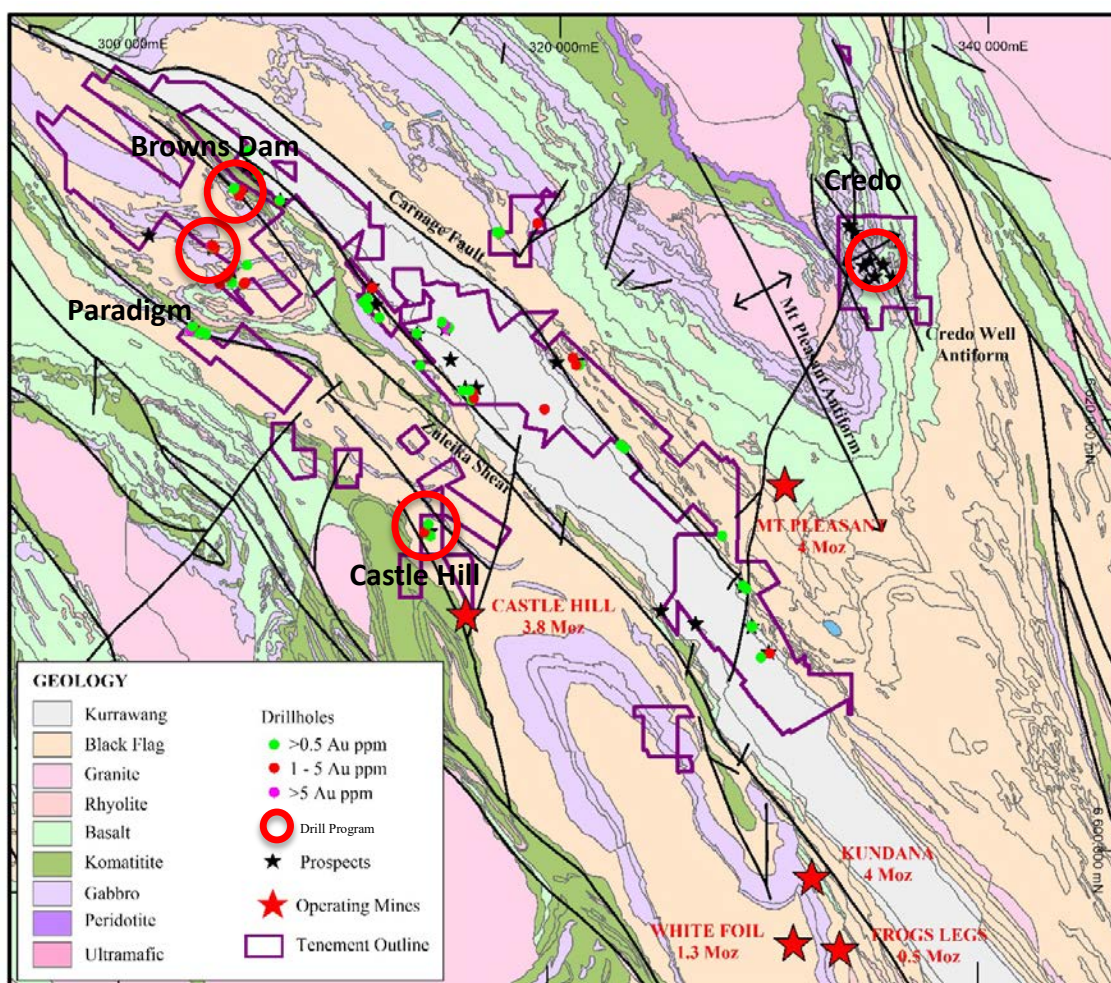 300 000mE
320 000mE
340 000mE
Browns Dam
Credo
Carnage Fault
Paradigm
Mt Pleasant Antiform
Credo Well
Antiform
6 620 000 mN
Zuleika Shear
MT PLEASANT
4 Moz
Castle Hill
CASTLE HILL
3.8 Moz
GEOLOGY
Kurrawang
Black Flag
Granite
Rhyolite
Basalt
Komatitite
Gabbro
Peridotite
Ultramafic
Drillholes
>0.5 Au ppm
1 - 5 Au ppm
>5 Au ppm
Drill Program
Prospects
Operating Mines
Tenement Outline
6 600 000 mN
KUNDANA
4 Moz
WHITE FOIL
1.3 Moz
FROGS LEGS
0.5 Moz